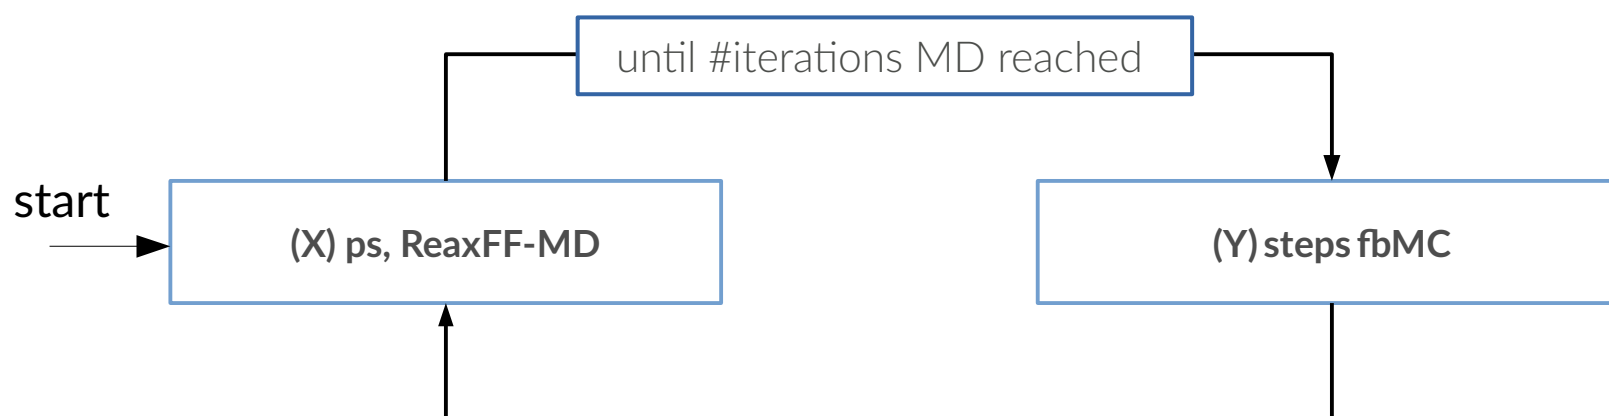 until #iterations MD reached
start
(X) ps, ReaxFF-MD
(Y) steps fbMC